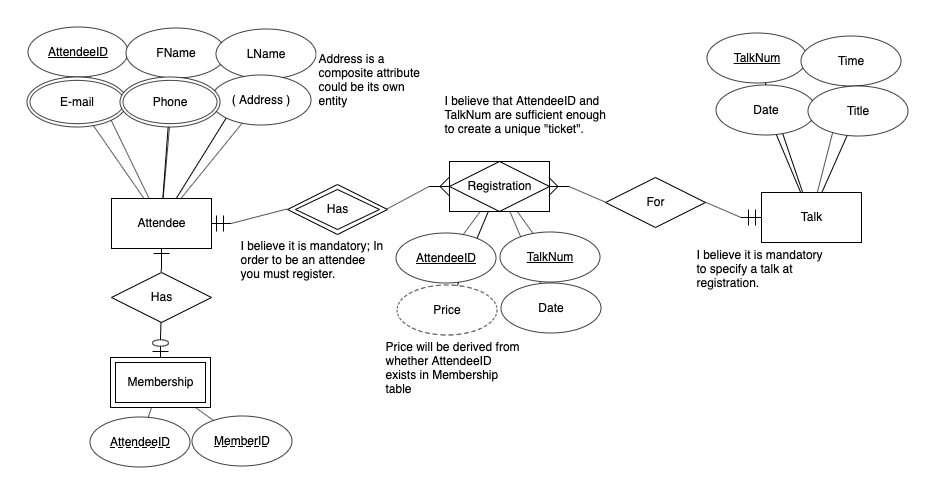 AttendeeID
FName
LName
E-mail
Phone
( Address )
Address is a
composite attribute
could be its own
entity
I believe that AttendeeID and
TalkNum are sufficient enough
to create a unique "ticket".
TalkNum
Time
Date
Title
Attendee
Has
Registration
For
Talk
I believe it is mandatory; In
order to be an attendee
you must register.
I believe it is mandatory
to specify a talk at
registration.
AttendeeID
TalkNum
Price
Date
Price will be derived from
whether AttendeeID
exists in Membership
table
Has
Membership
AttendeeID
MemberID